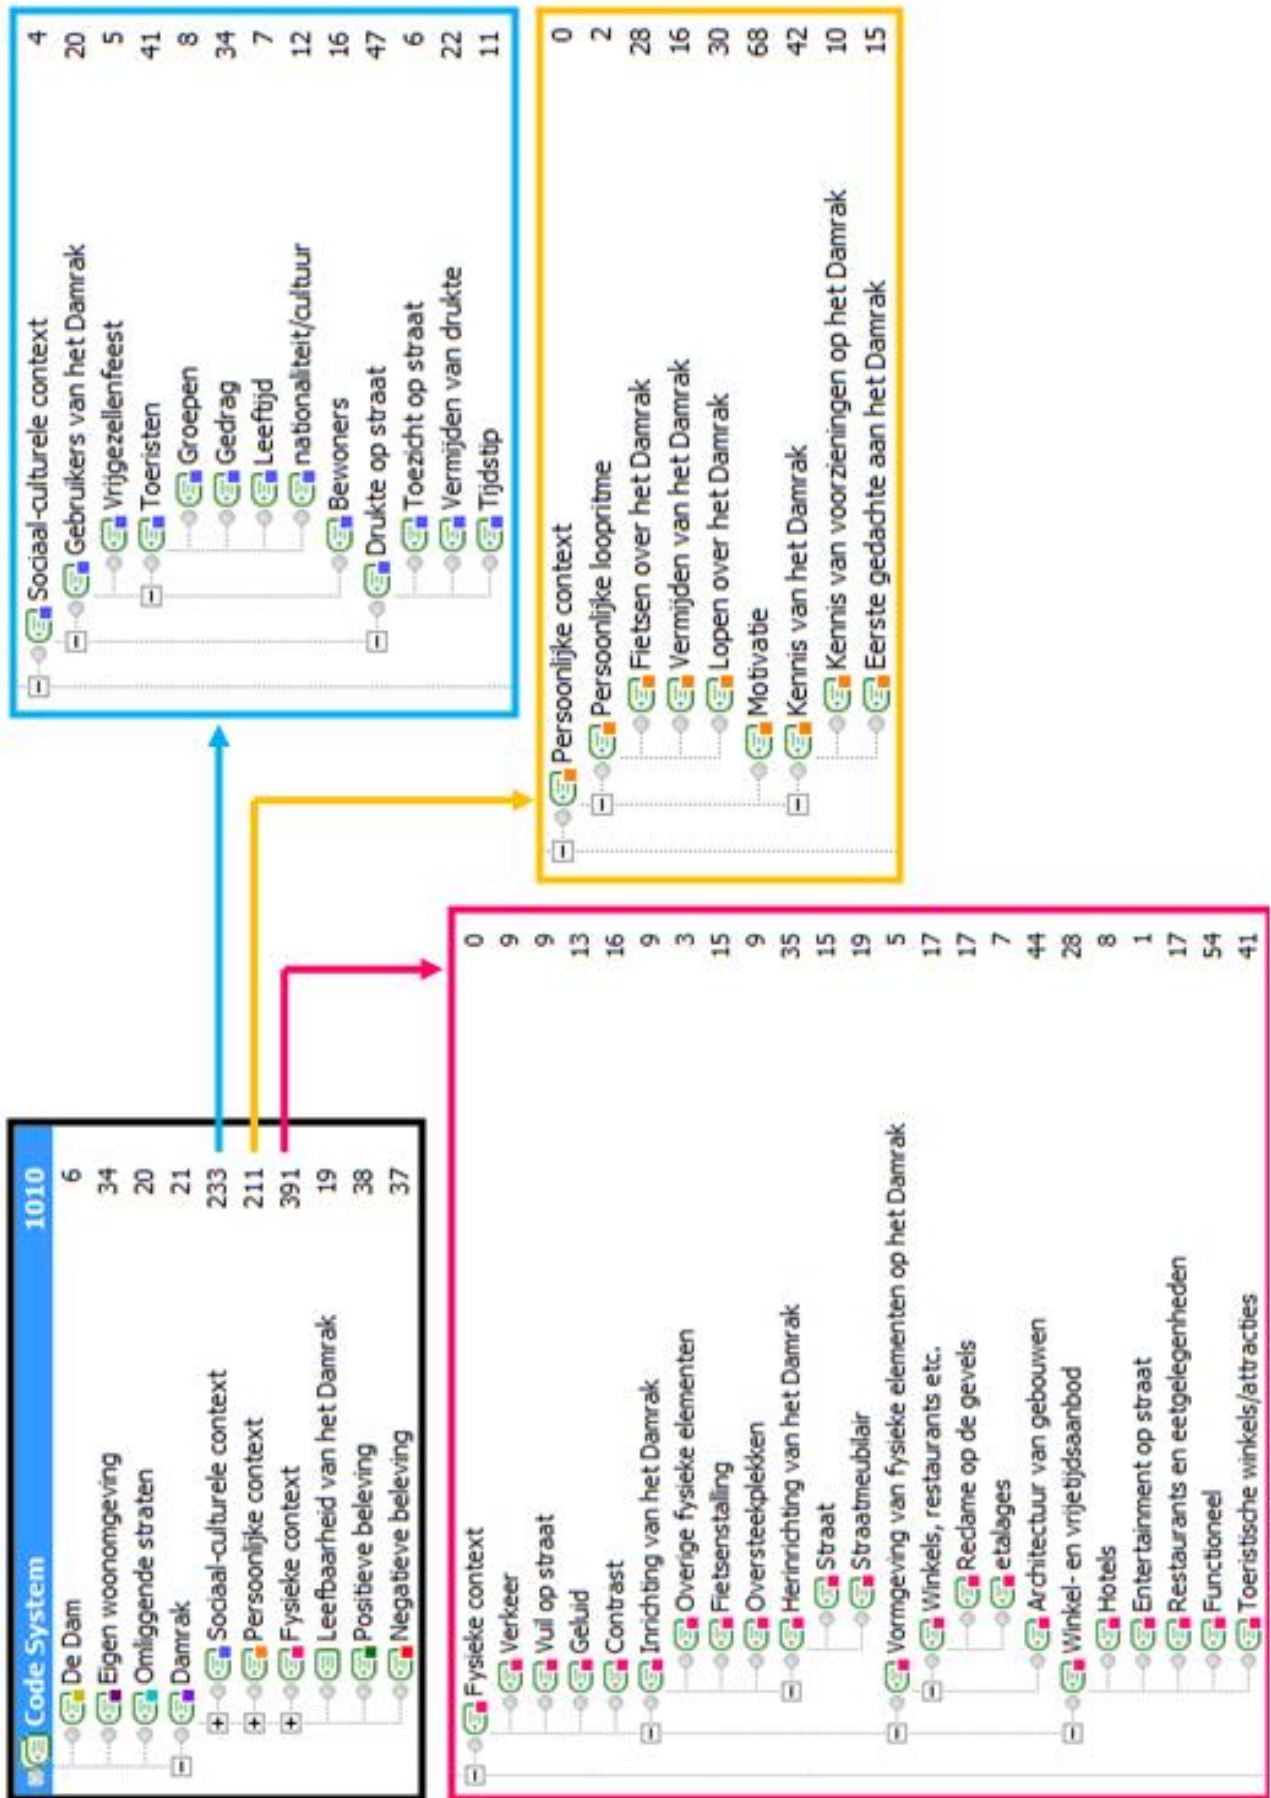 Code System 1010
De Dam 6
Eigen woonomgeving 34
Omliggende straten 20
Damrak 21
Sociaal-culturele context 233
Persoonlijke context 211
Fysieke context 391
Leefbaarheid van het Damrak 19
Positieve beleving 38
Negatieve beleving 37
Sociaal-culturele context 4
Gebruikers van het Damrak 20
Vrijgezellenfeest 5
Toeristen 41
Groepen 8
Gedrag 34
Leeftijd 7
nationaliteit/cultuur 12
Bewoners 16
Drukte op straat 47
Toezicht op straat 6
Vermijden van drukte 22
Tijdstip 11
Fysieke context 0
Verkeer 9
Vuil op straat 9
Geluid 13
Contrast 16
Inrichting van het Damrak 9
Overige fysieke elementen 3
Fietsenstalling 15
Oversteekplekken 9
Herinrichting van het Damrak 35
Straat 15
Straatmeubilair 19
Vormgeving van fysieke elementen op het Damrak 5
Winkels, restaurants etc. 17
Reclame op de gevels 17
etalages 7
Architectuur van gebouwen 44
Winkel- en vrijetijdsaanbod 28
Hotels 8
Entertainment op straat 1
Restaurants en eetgelegenheden 17
Functioneel 54
Toeristische winkels/attracties 41
Persoonlijke context 0
Persoonlijke loopritme 2
Fietsen over het Damrak 28
Vermijden van het Damrak 16
Lopen over het Damrak 30
Motivatie 68
Kennis van het Damrak 42
Kennis van voorzieningen op het Damrak 10
Eerste gedachte aan het Damrak 15